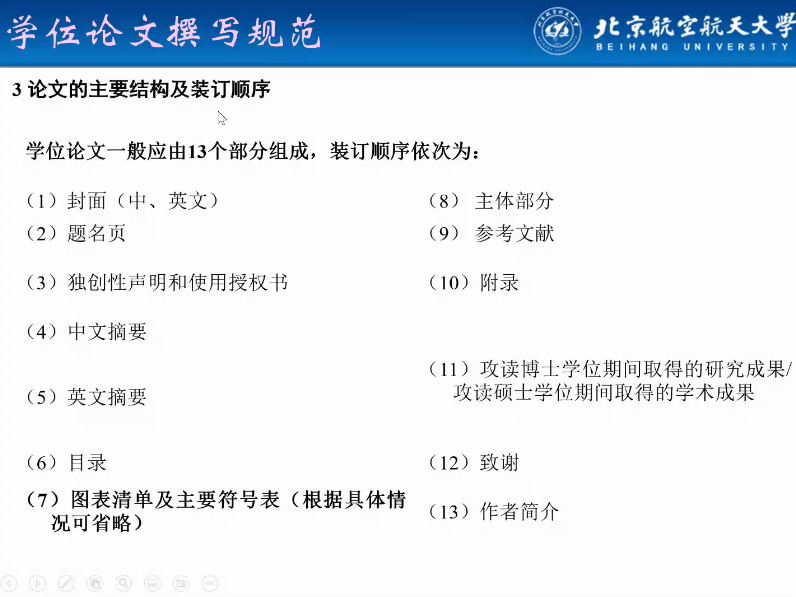 学位论文撰写规范
北京航空航天大学
BEIHANG UNIVERSITY
3 论文的主要结构及装订顺序
学位论文一般应由13个部分组成，装订顺序依次为：
（1）封面（中、英文）
（2）题名页
（3）独创性声明和使用授权书
（4）中文摘要
（5）英文摘要
（6）目录
（7）图表清单及主要符号表（根据具体情
况可省略）
（8） 主体部分
（9） 参考文献
（10）附录
（11）攻读博士学位期间取得的研究成果/
攻读硕士学位期间取得的学术成果
（12）致谢
（13）作者简介